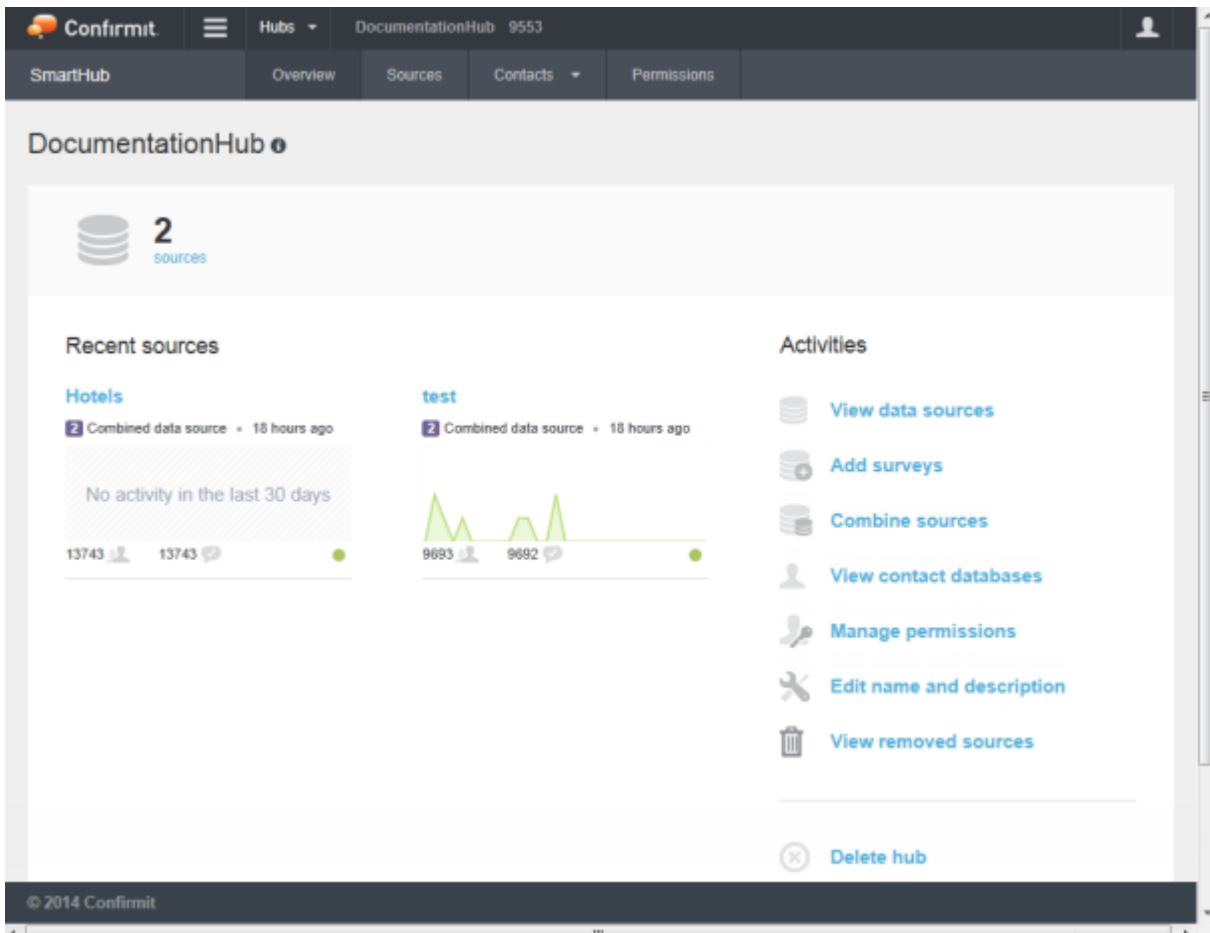 Confirmit. Hubs DocumentationHub 9553
SmartHub Overview Sources Contacts Permissions
DocumentationHub
2
sources
Recent sources
Hotels
2 Combined data source • 18 hours ago
No activity in the last 30 days
13743 13743
test
2 Combined data source • 18 hours ago
9693 9692
Activities
View data sources
Add surveys
Combine sources
View contact databases
Manage permissions
Edit name and description
View removed sources
Delete hub
© 2014 Confirmit